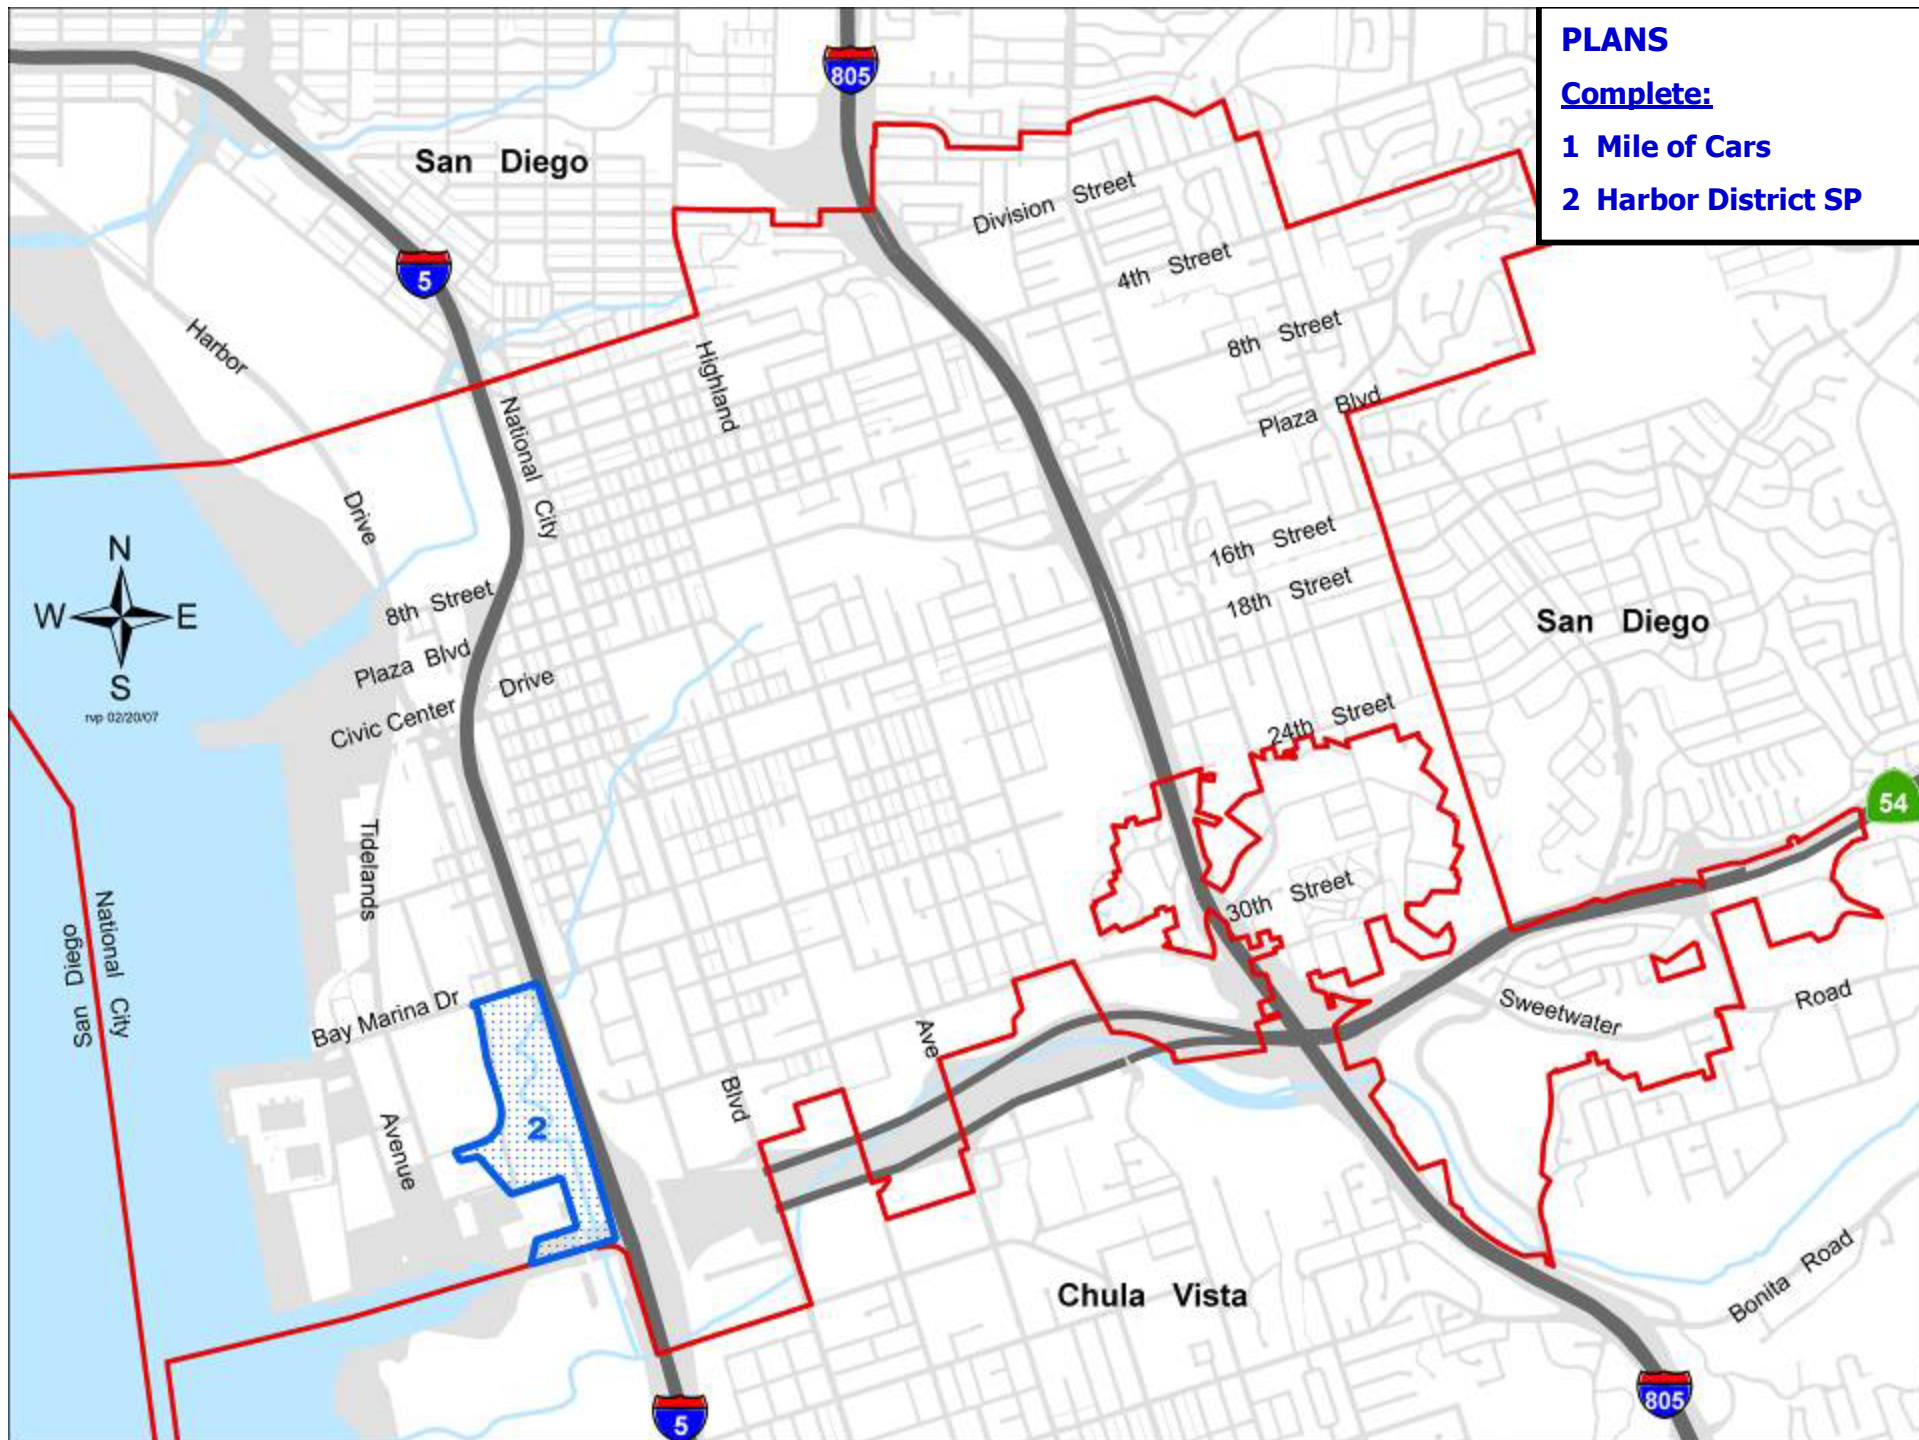 PLANS
Complete:
1 Mile of Cars
2 Harbor District SP
805
San Diego
Division Street
4th Street
5
Harbor
8th Street
Highland
Plaza Blvd
National City
Drive
16th Street
N
W E
S
rvp 02/20/07
8th Street
18th Street
San Diego
Plaza Blvd
Civic Center Drive
24th Street
54
Tidelands
30th Street
National City
San Diego
Bay Marina Dr
Sweetwater
Road
Ave
Blvd
2
Avenue
Chula Vista
Bonita Road
5
805